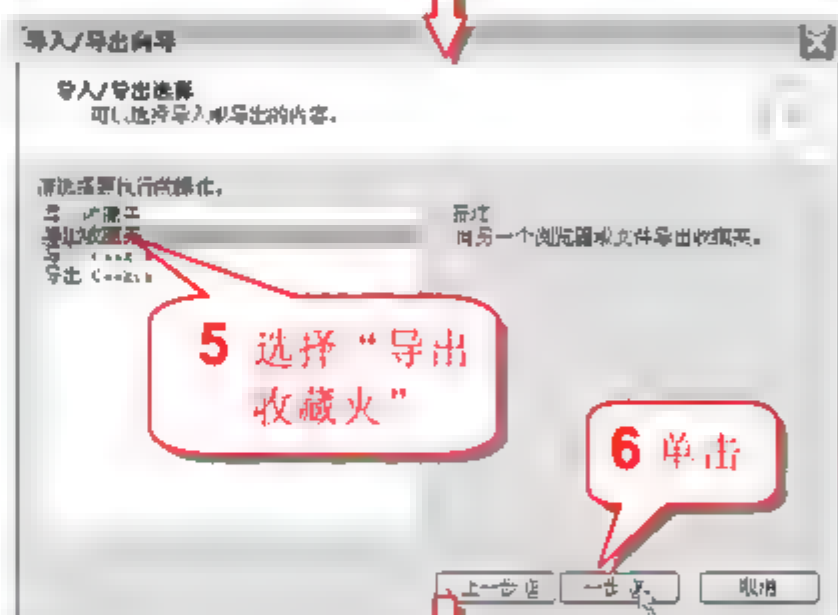 导入/导出向导
导入/导出选择
可以选择导入或导出的内容。
请选择要执行的操作。
导出收藏夹
导出 Cookie
描述
向另一个浏览器或文件导出收藏夹。
5 选择“导出
收藏夹”
6 单击
上一步
一步
取消